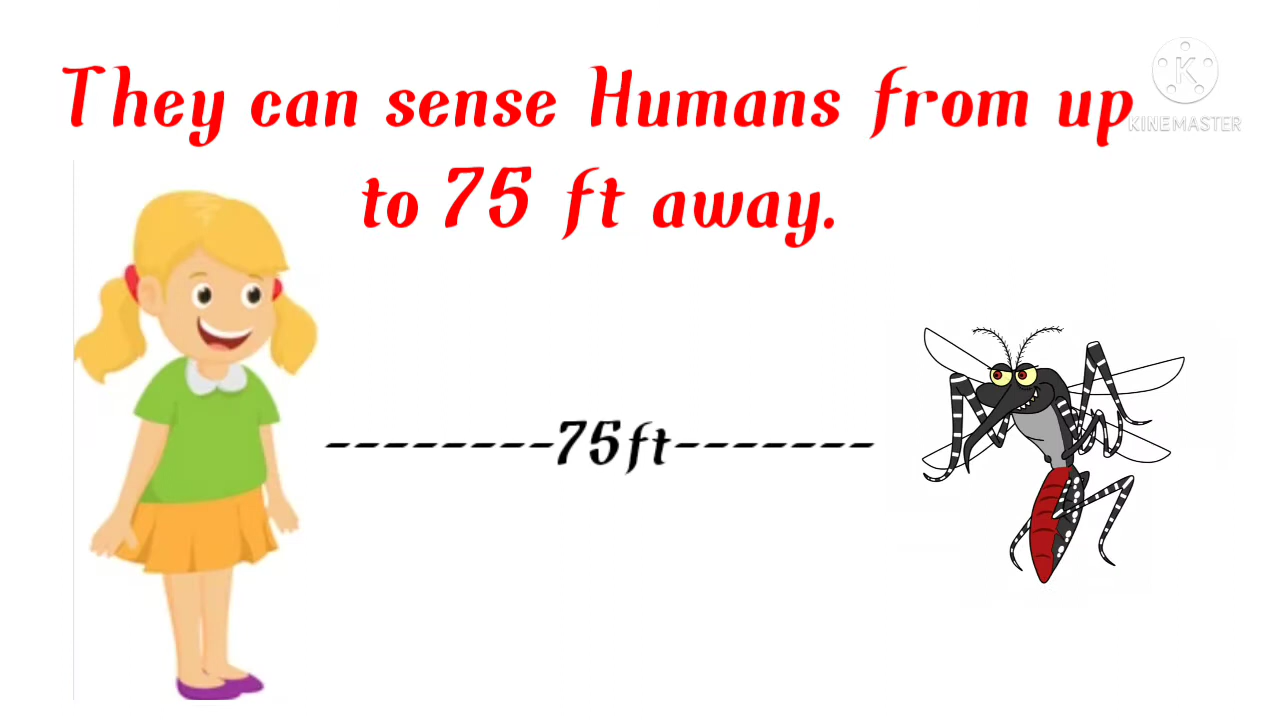 They can sense Humans from up
to 75 ft away.
K
KINEMASTER
--------75ft-------